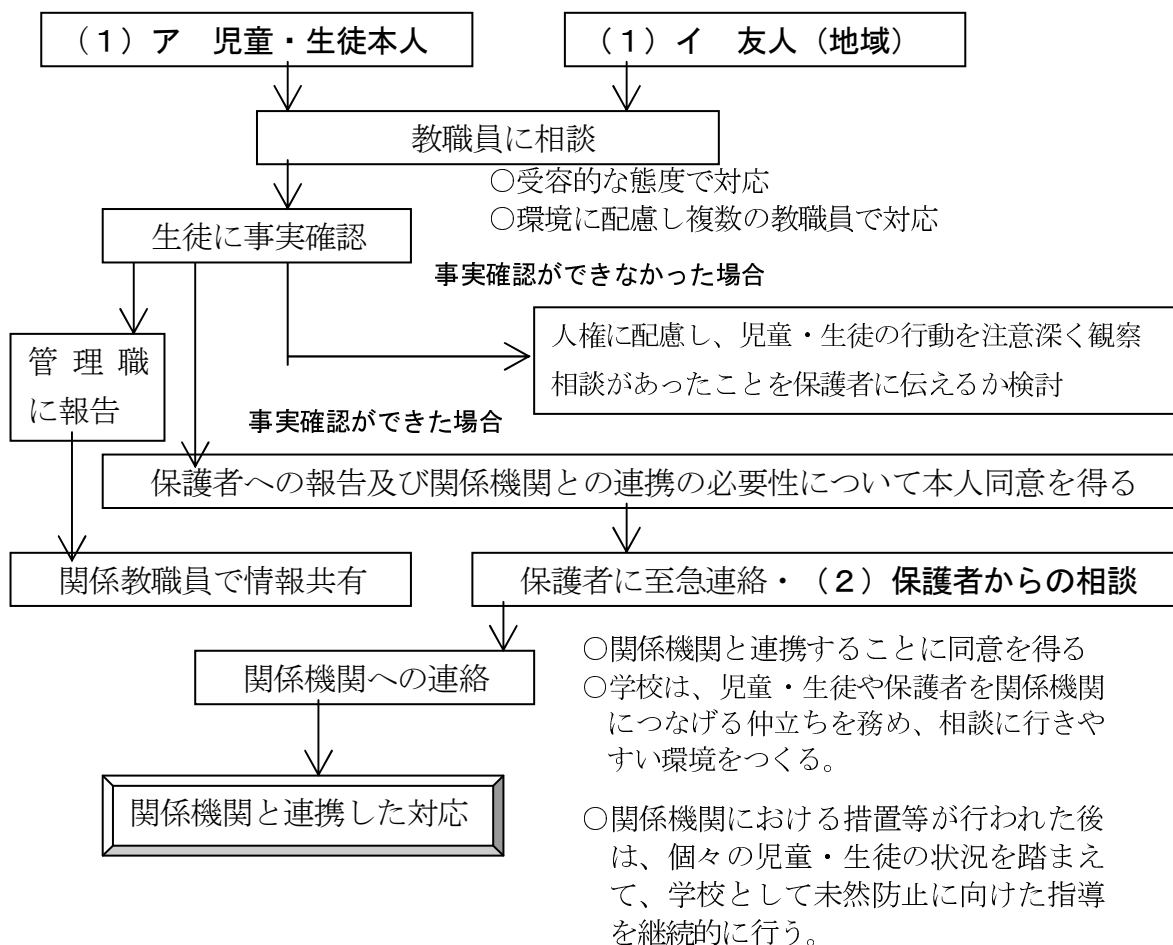 （１）ア　児童・生徒本人
（１）イ　友人（地域）
教職員に相談
○受容的な態度で対応
○環境に配慮し複数の教職員で対応
生徒に事実確認
事実確認ができなかった場合
人権に配慮し、児童・生徒の行動を注意深く観察
相談があったことを保護者に伝えるか検討
管理職
に報告
事実確認ができた場合
保護者への報告及び関係機関との連携の必要性について本人同意を得る
関係教職員で情報共有
保護者に至急連絡・（２）保護者からの相談
関係機関への連絡
○関係機関と連携することに同意を得る
○学校は、児童・生徒や保護者を関係機関
につなげる仲立ちを務め、相談に行きや
すい環境をつくる。
関係機関と連携した対応
○関係機関における措置等が行われた後
は、個々の児童・生徒の状況を踏まえ
て、学校として未然防止に向けた指導
を継続的に行う。